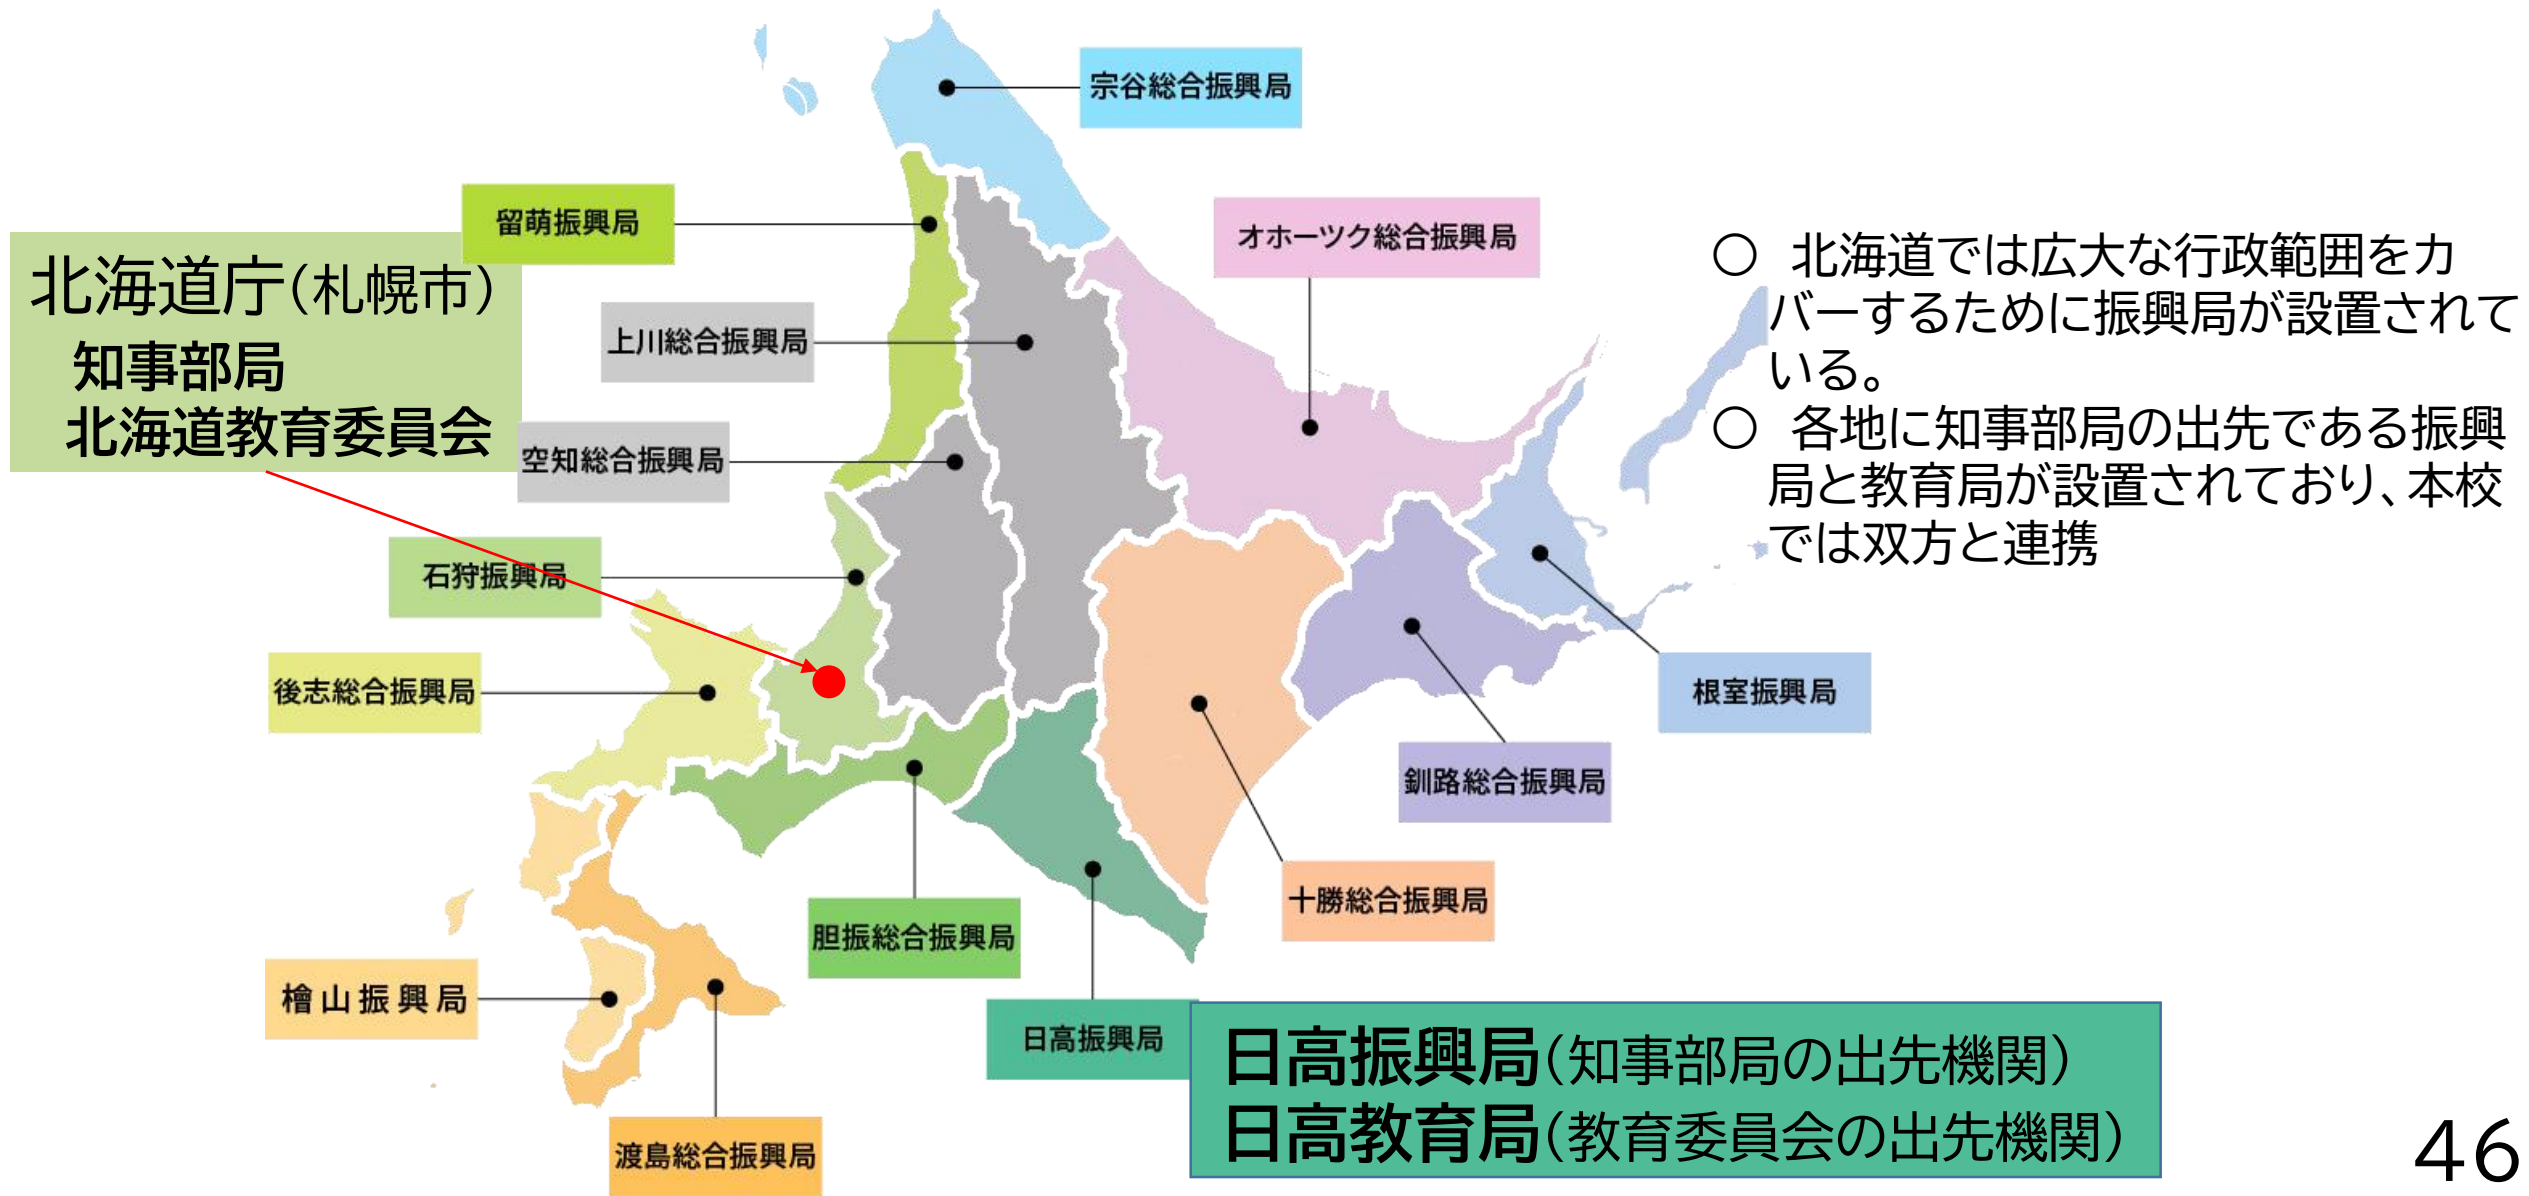 宗谷総合振興局
留萌振興局
オホーツク総合振興局
北海道庁(札幌市)
知事部局
北海道教育委員会
上川総合振興局
空知総合振興局
○ 北海道では広大な行政範囲をカ
バーするために振興局が設置されて
いる。
○ 各地に知事部局の出先である振興
局と教育局が設置されており、本校
では双方と連携
石狩振興局
後志総合振興局
根室振興局
釧路総合振興局
十勝総合振興局
胆振総合振興局
檜山振興局
日高振興局
日高振興局(知事部局の出先機関)
日高教育局(教育委員会の出先機関)
渡島総合振興局
46